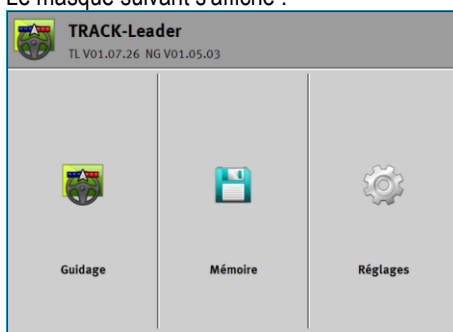 Le masque suivant s'affiche :
TRACK-Leader
TL V01.07.26 NG V01.05.03
Guidage
Mémoire
Réglages